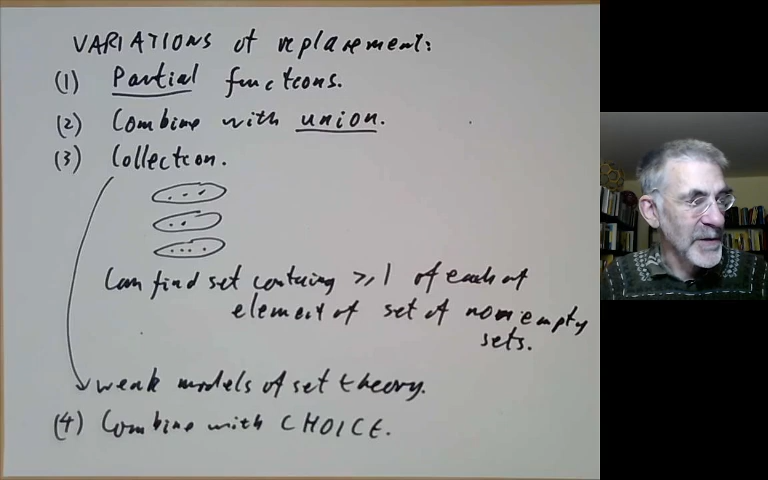 VARIATIONS of replacement:
(1) Partial functions.
(2) Combine with union.
(3) Collection.
Can find set containing ≥1 of each of
element of set of nonempty
sets.
weak models of set theory.
(4) Combine with CHOICE.